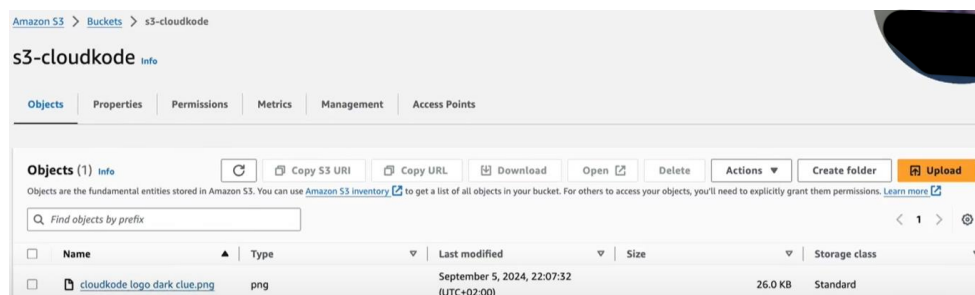 Amazon S3 > Buckets > s3-cloudkode
s3-cloudkode Info
Objects Properties Permissions Metrics Management Access Points
Objects (1) Info Copy S3 URI Copy URL Download Open Delete Actions ▼ Create folder Upload
Objects are the fundamental entities stored in Amazon S3. You can use Amazon S3 inventory to get a list of all objects in your bucket. For others to access your objects, you'll need to explicitly grant them permissions. Learn more
Find objects by prefix < 1 >
Name ▲ Type Last modified Size Storage class
cloudkode logo dark clue.png png September 5, 2024, 22:07:32 26.0 KB Standard
(UTC+02:00)